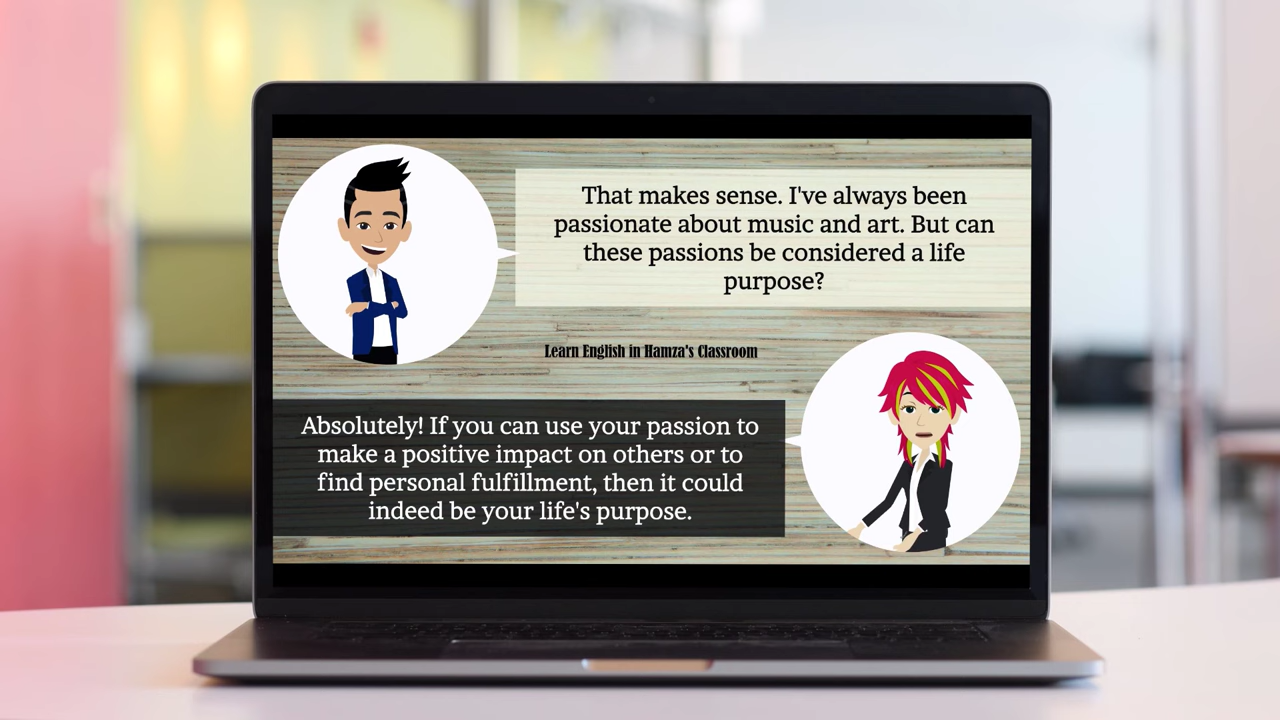 That makes sense. I've always been
passionate about music and art. But can
these passions be considered a life
purpose?
Learn English in Hamza's Classroom
Absolutely! If you can use your passion to
make a positive impact on others or to
find personal fulfillment, then it could
indeed be your life's purpose.